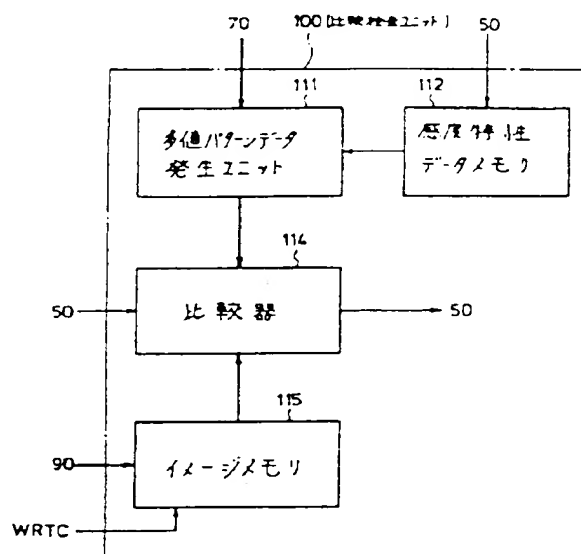 70
100 [比較検査ユニット]
50
111
112
多値パターンデータ
発生ユニット
感度特性
データメモリ
114
50
比較器
50
115
90
イメージメモリ
WRTC